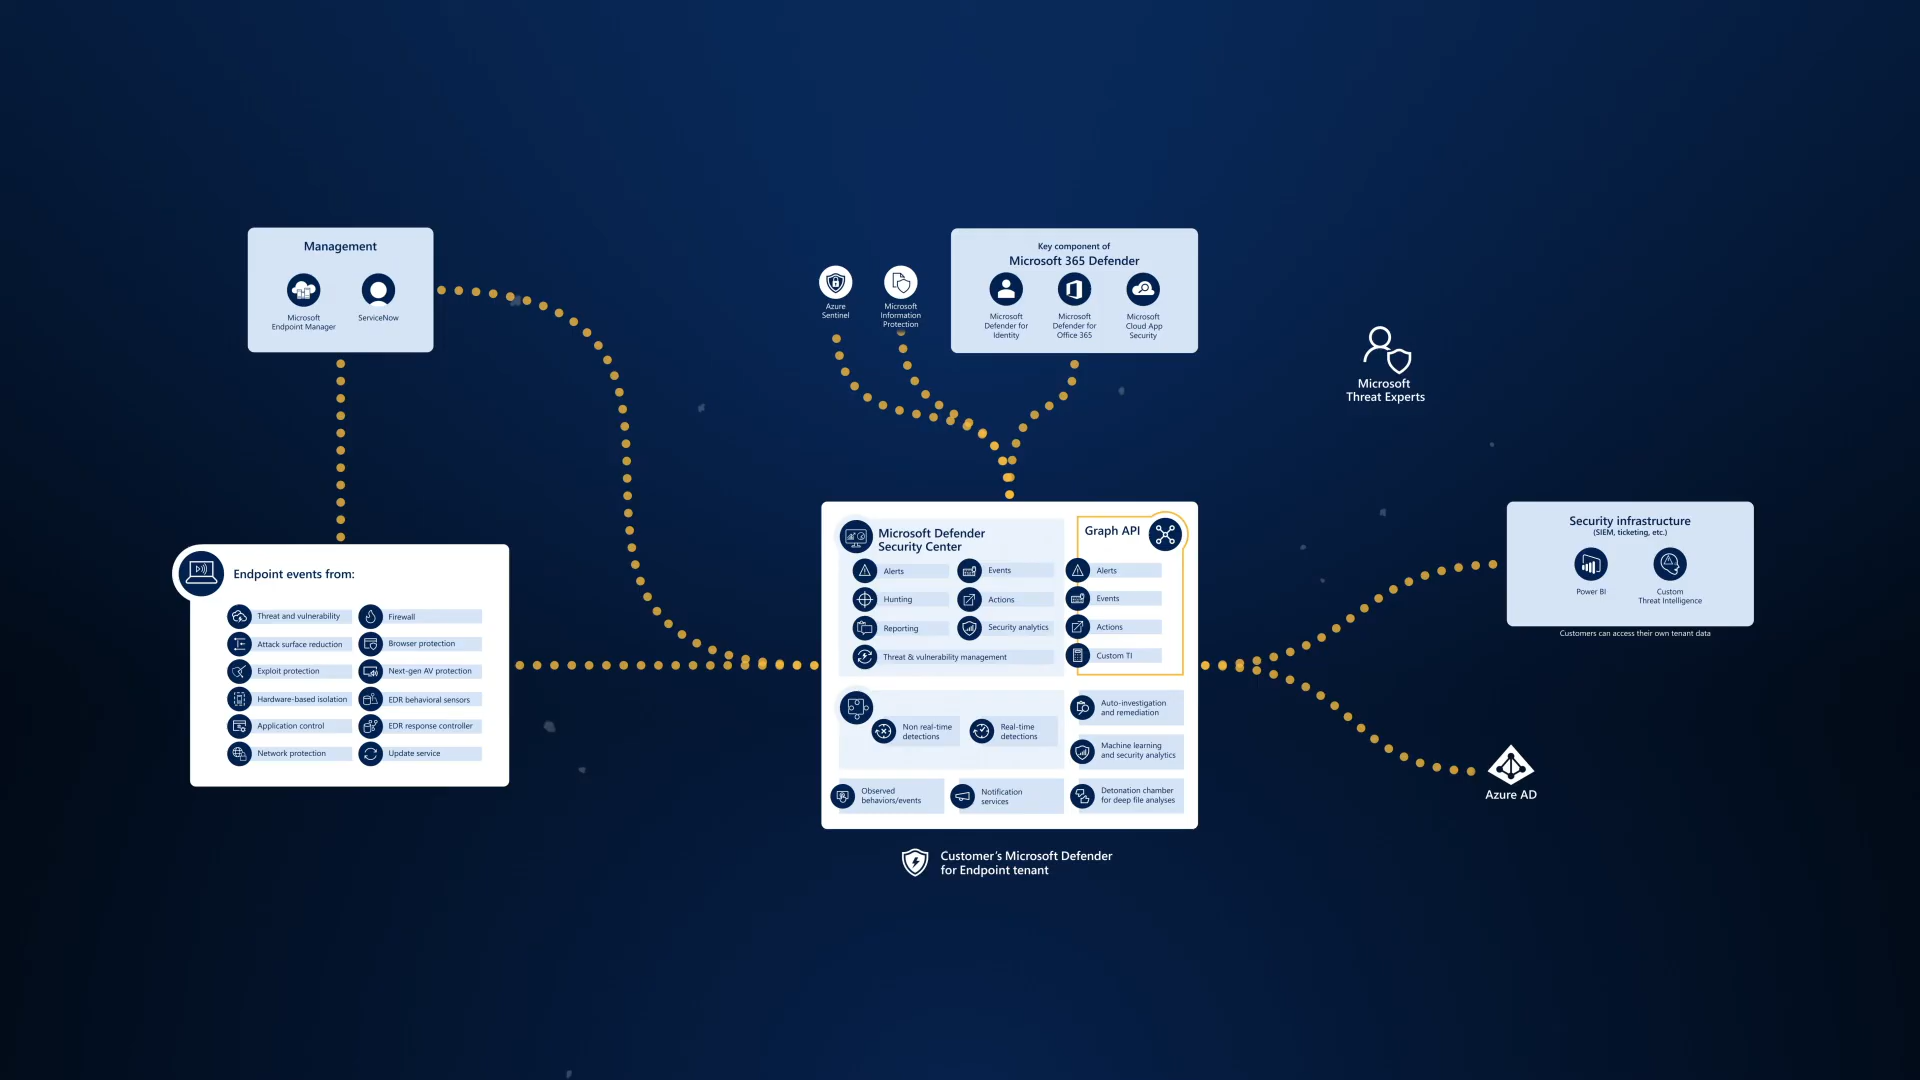 Management
Microsoft
Endpoint Manager
ServiceNow
Azure
Sentinel
Microsoft
Information
Protection
Key component of
Microsoft 365 Defender
Microsoft
Defender for
Identity
Microsoft
Defender for
Office 365
Microsoft
Cloud App
Security
Microsoft
Threat Experts
Endpoint events from:
Threat and vulnerability
Firewall
Attack surface reduction
Browser protection
Exploit protection
Next-gen AV protection
Hardware-based isolation
EDR behavioral sensors
Application control
EDR response controller
Network protection
Update service
Microsoft Defender
Security Center
Alerts
Events
Hunting
Actions
Reporting
Security analytics
Threat & vulnerability management
Graph API
Alerts
Events
Actions
Custom TI
Non real-time
detections
Real-time
detections
Auto-investigation
and remediation
Machine learning
and security analytics
Observed
behaviors/events
Notification
services
Detonation chamber
for deep file analyses
Customer's Microsoft Defender
for Endpoint tenant
Security infrastructure
(SIEM, ticketing, etc.)
Power BI
Custom
Threat Intelligence
Customers can access their own tenant data
Azure AD